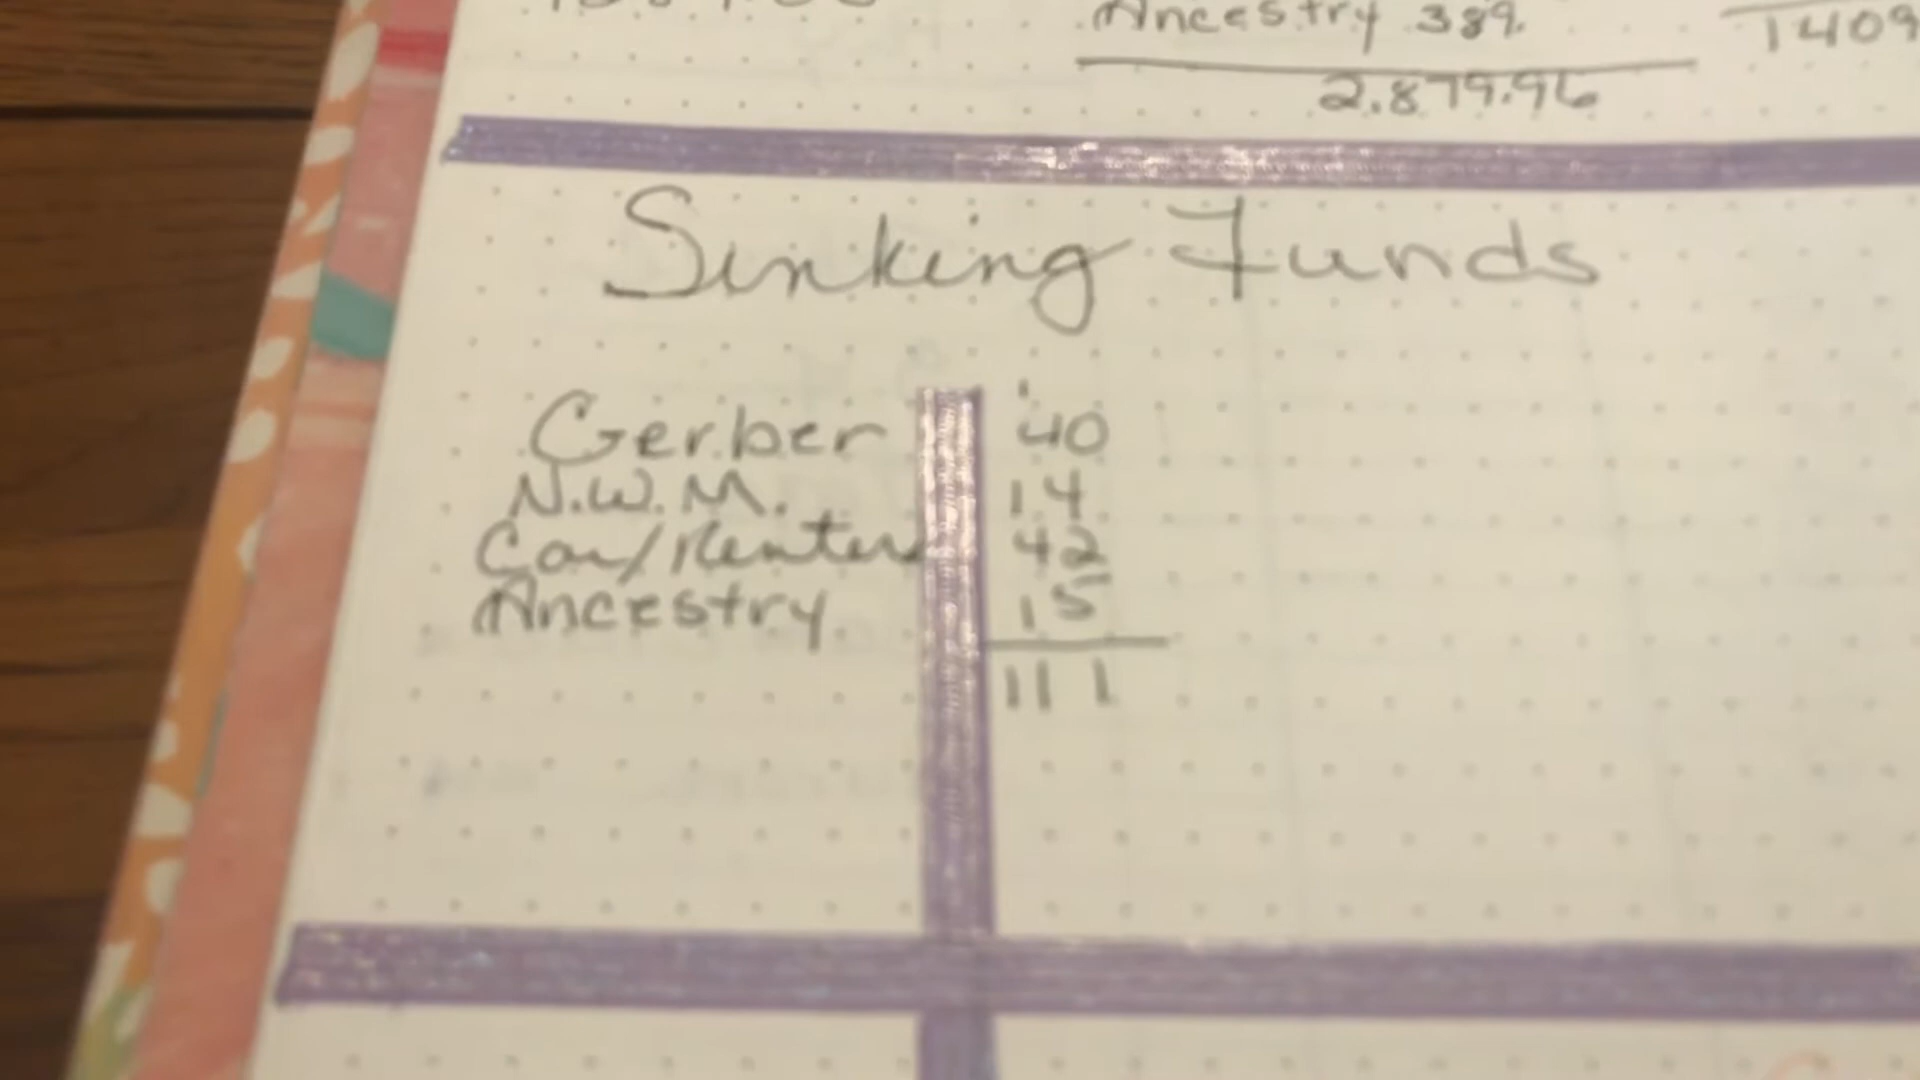 Ancestry 389.
1409
2.879.96
Sinking Funds
Gerber 40
N.W.M. 14
Car/Renters 42
Ancestry 15
111